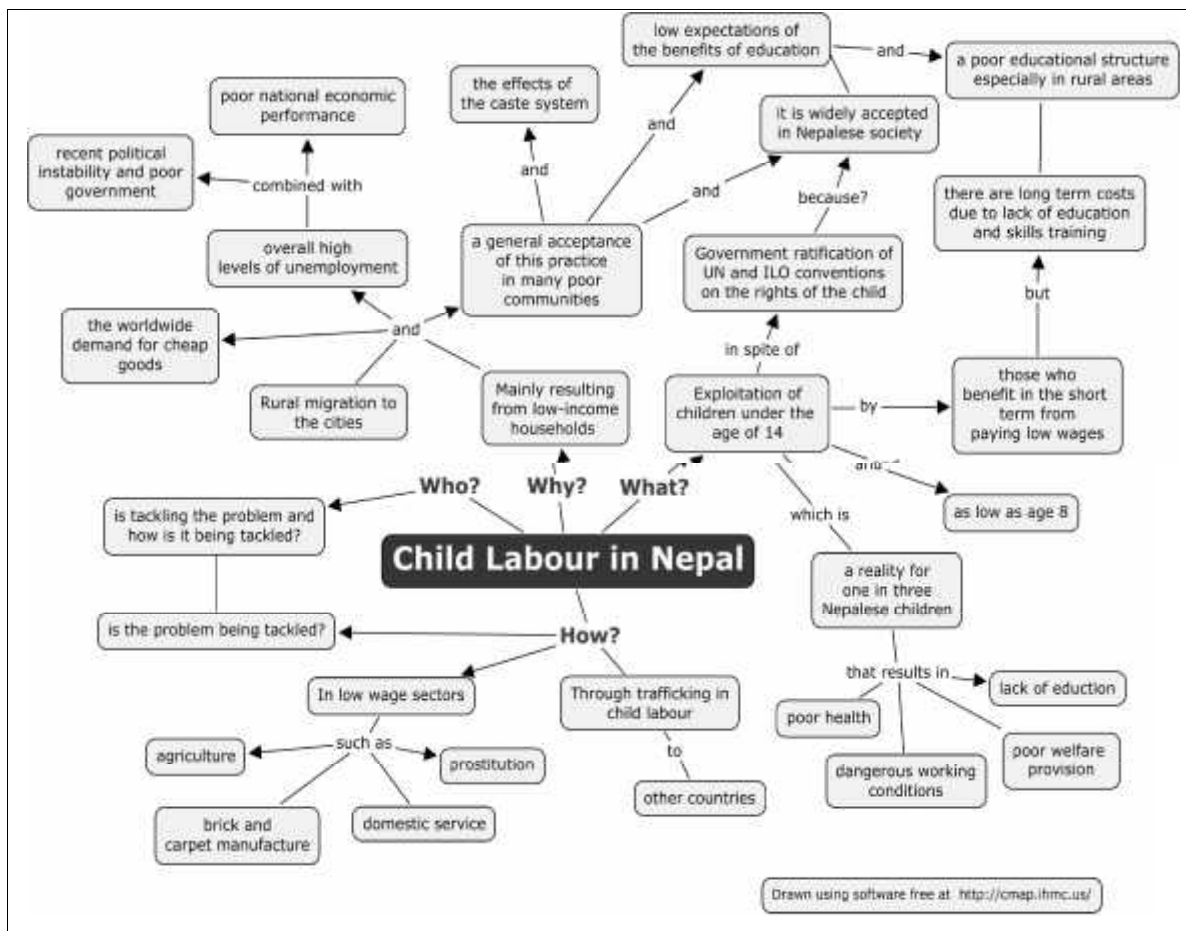 low expectations of
the benefits of education
and
a poor educational structure
especially in rural areas
the effects of
the caste system
poor national economic
performance
and
it is widely accepted
in Nepalese society
recent political
instability and poor
government
combined with
and
and
because?
there are long term costs
due to lack of education
and skills training
overall high
levels of unemployment
a general acceptance
of this practice
in many poor
communities
Government ratification of
UN and ILO conventions
on the rights of the child
but
the worldwide
demand for cheap
goods
and
in spite of
Rural migration to
the cities
Mainly resulting
from low-income
households
Exploitation of
children under the
age of 14
by
those who
benefit in the short
term from
paying low wages
Who?
Why?
What?
as low as age 8
is tackling the problem and
how is it being tackled?
which is
Child Labour in Nepal
a reality for
one in three
Nepalese children
is the problem being tackled?
How?
that results in
lack of eduction
In low wage sectors
Through trafficking in
child labour
poor health
such as
agriculture
prostitution
to
poor welfare
provision
dangerous working
conditions
other countries
brick and
carpet manufacture
domestic service
Drawn using software free at http://cmap.ihmc.us/